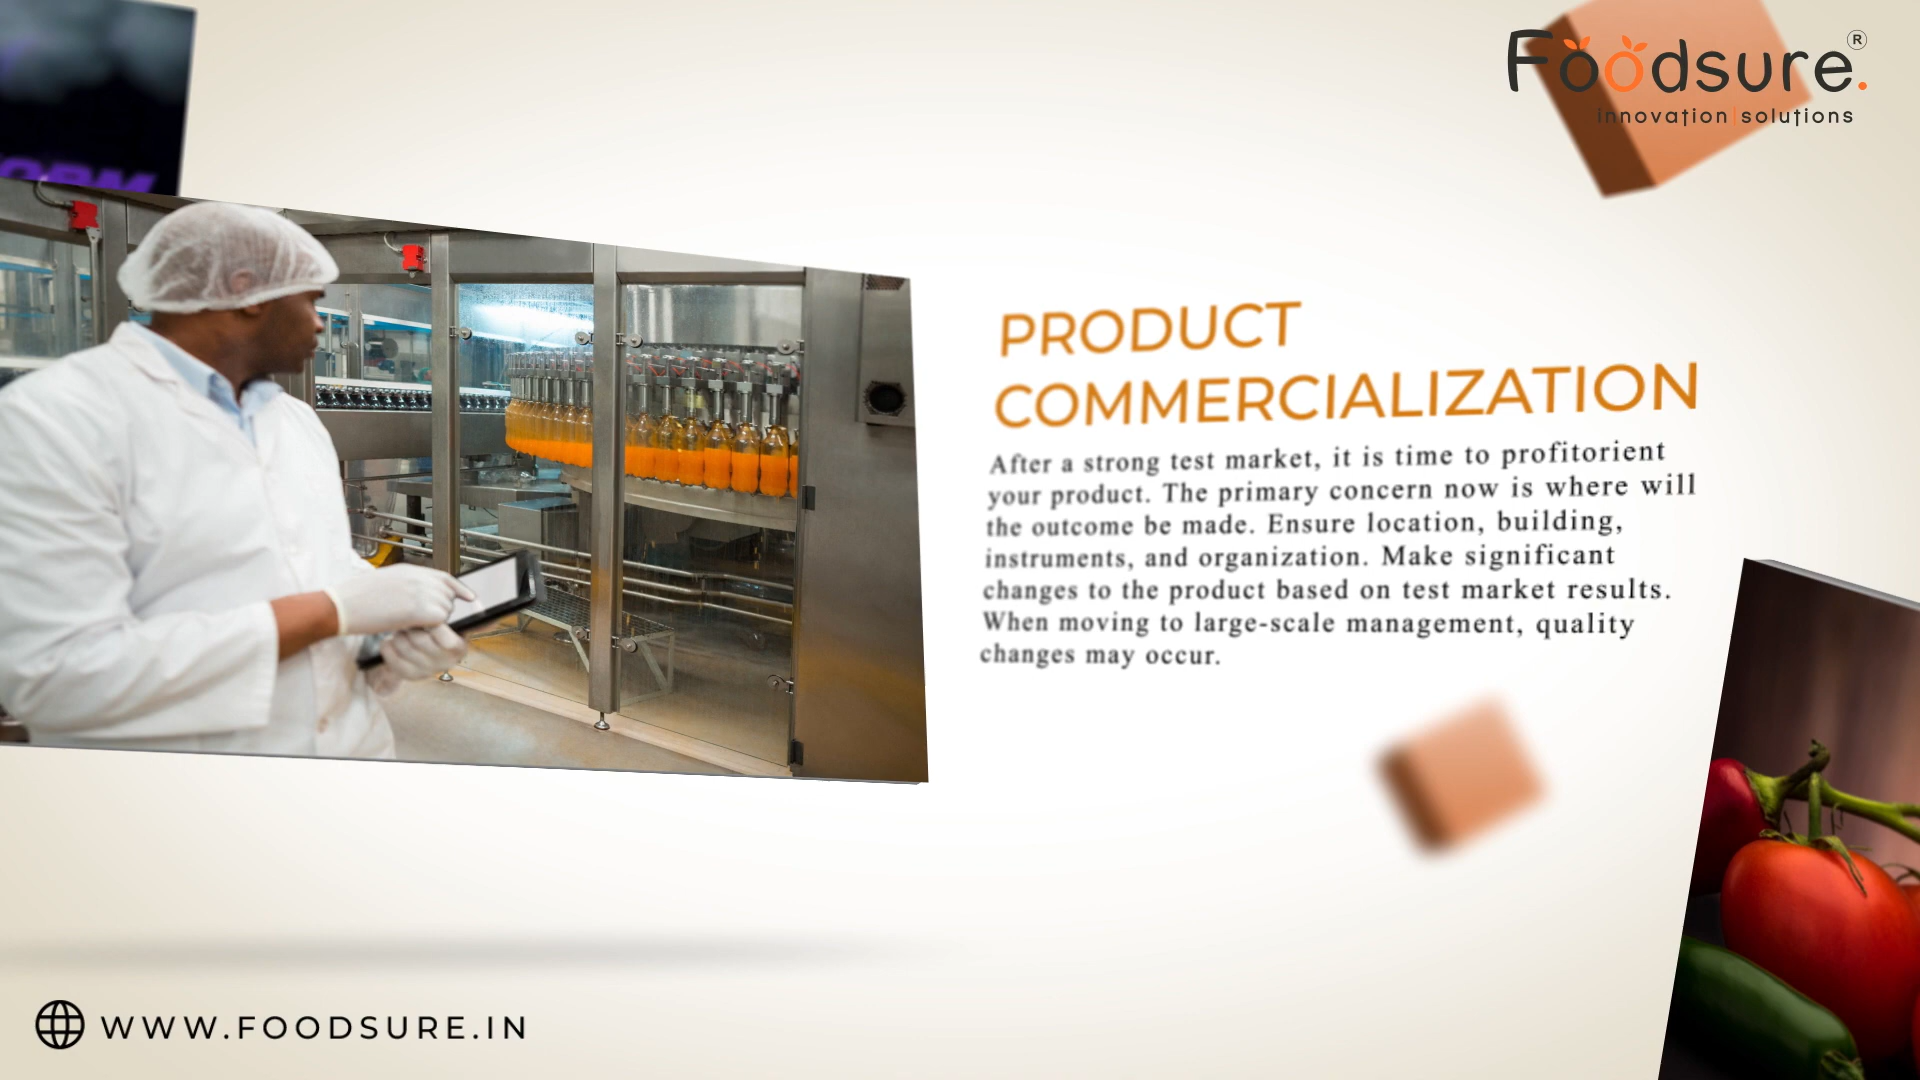 Foodsure.®
innovation|solutions
PRODUCT
COMMERCIALIZATION
After a strong test market, it is time to profitorient
your product. The primary concern now is where will
the outcome be made. Ensure location, building,
instruments, and organization. Make significant
changes to the product based on test market results.
When moving to large-scale management, quality
changes may occur.
WWW.FOODSURE.IN